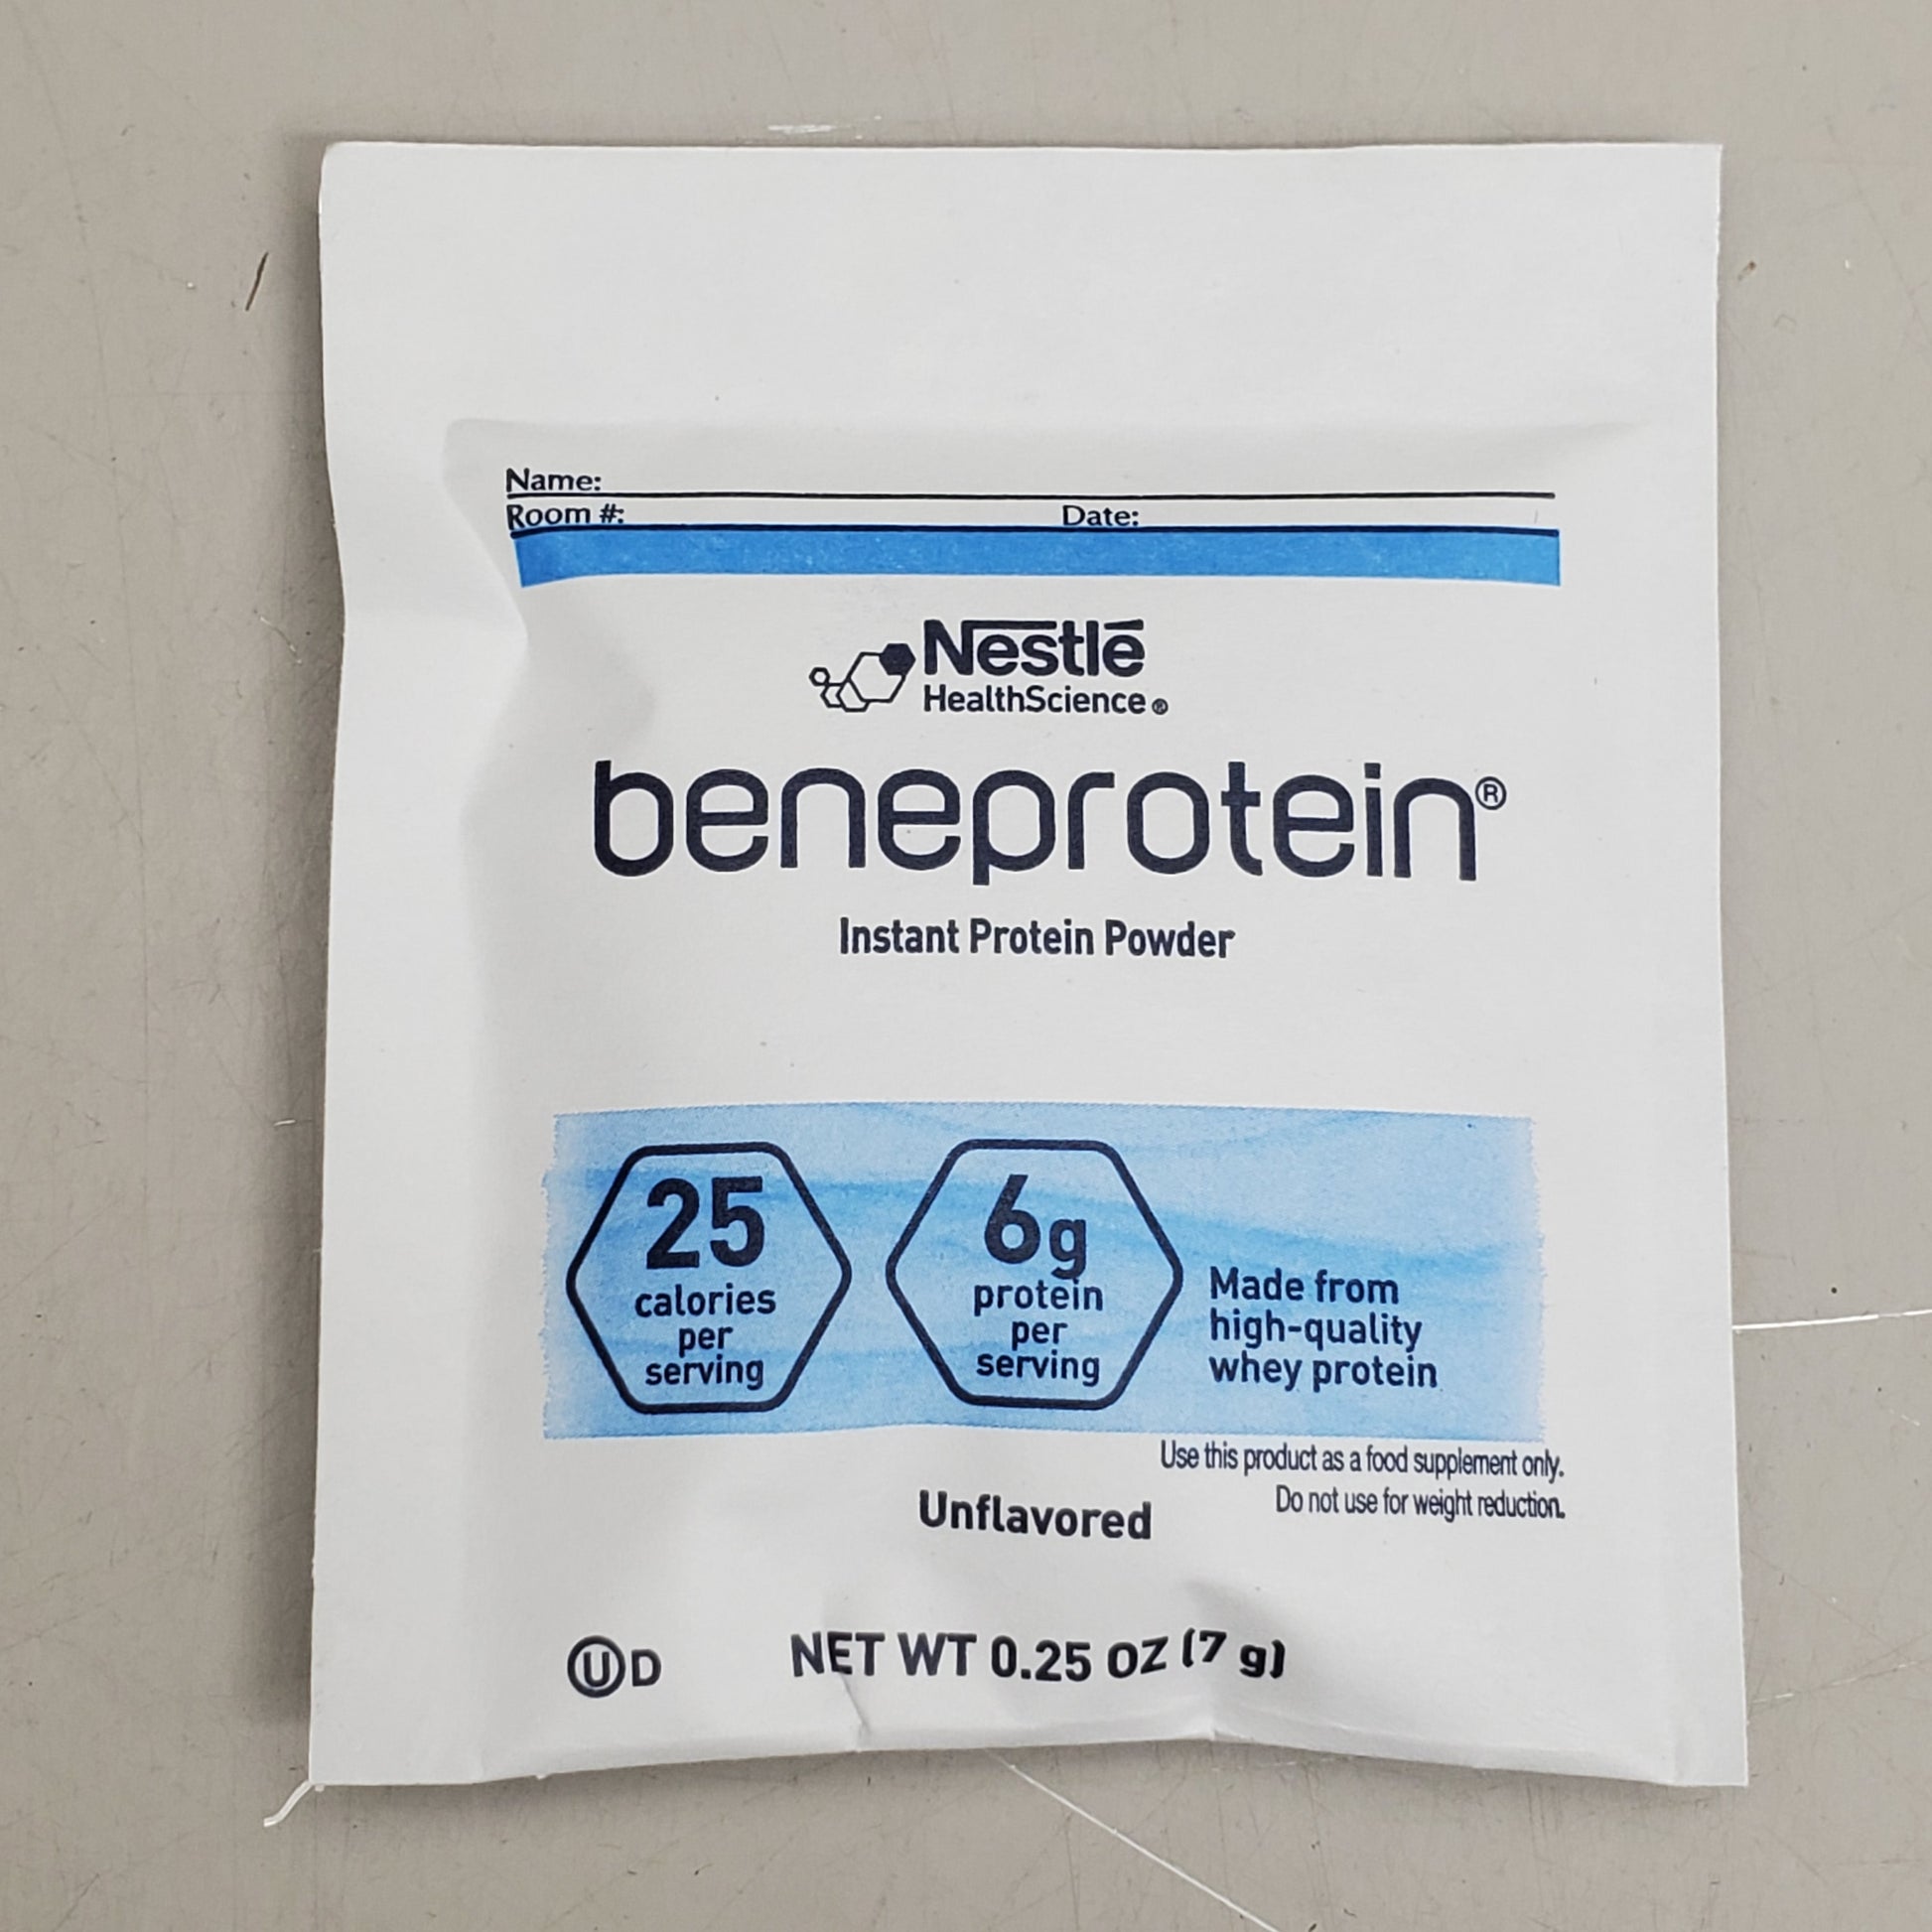 Name:
Room #: Date:
Nestlé
HealthScience®
beneprotein®
Instant Protein Powder
25
calories
per
serving
6g
protein
per
serving
Made from
high-quality
whey protein
Use this product as a food supplement only.
Do not use for weight reduction.
Unflavored
U D NET WT 0.25 OZ (7 g)